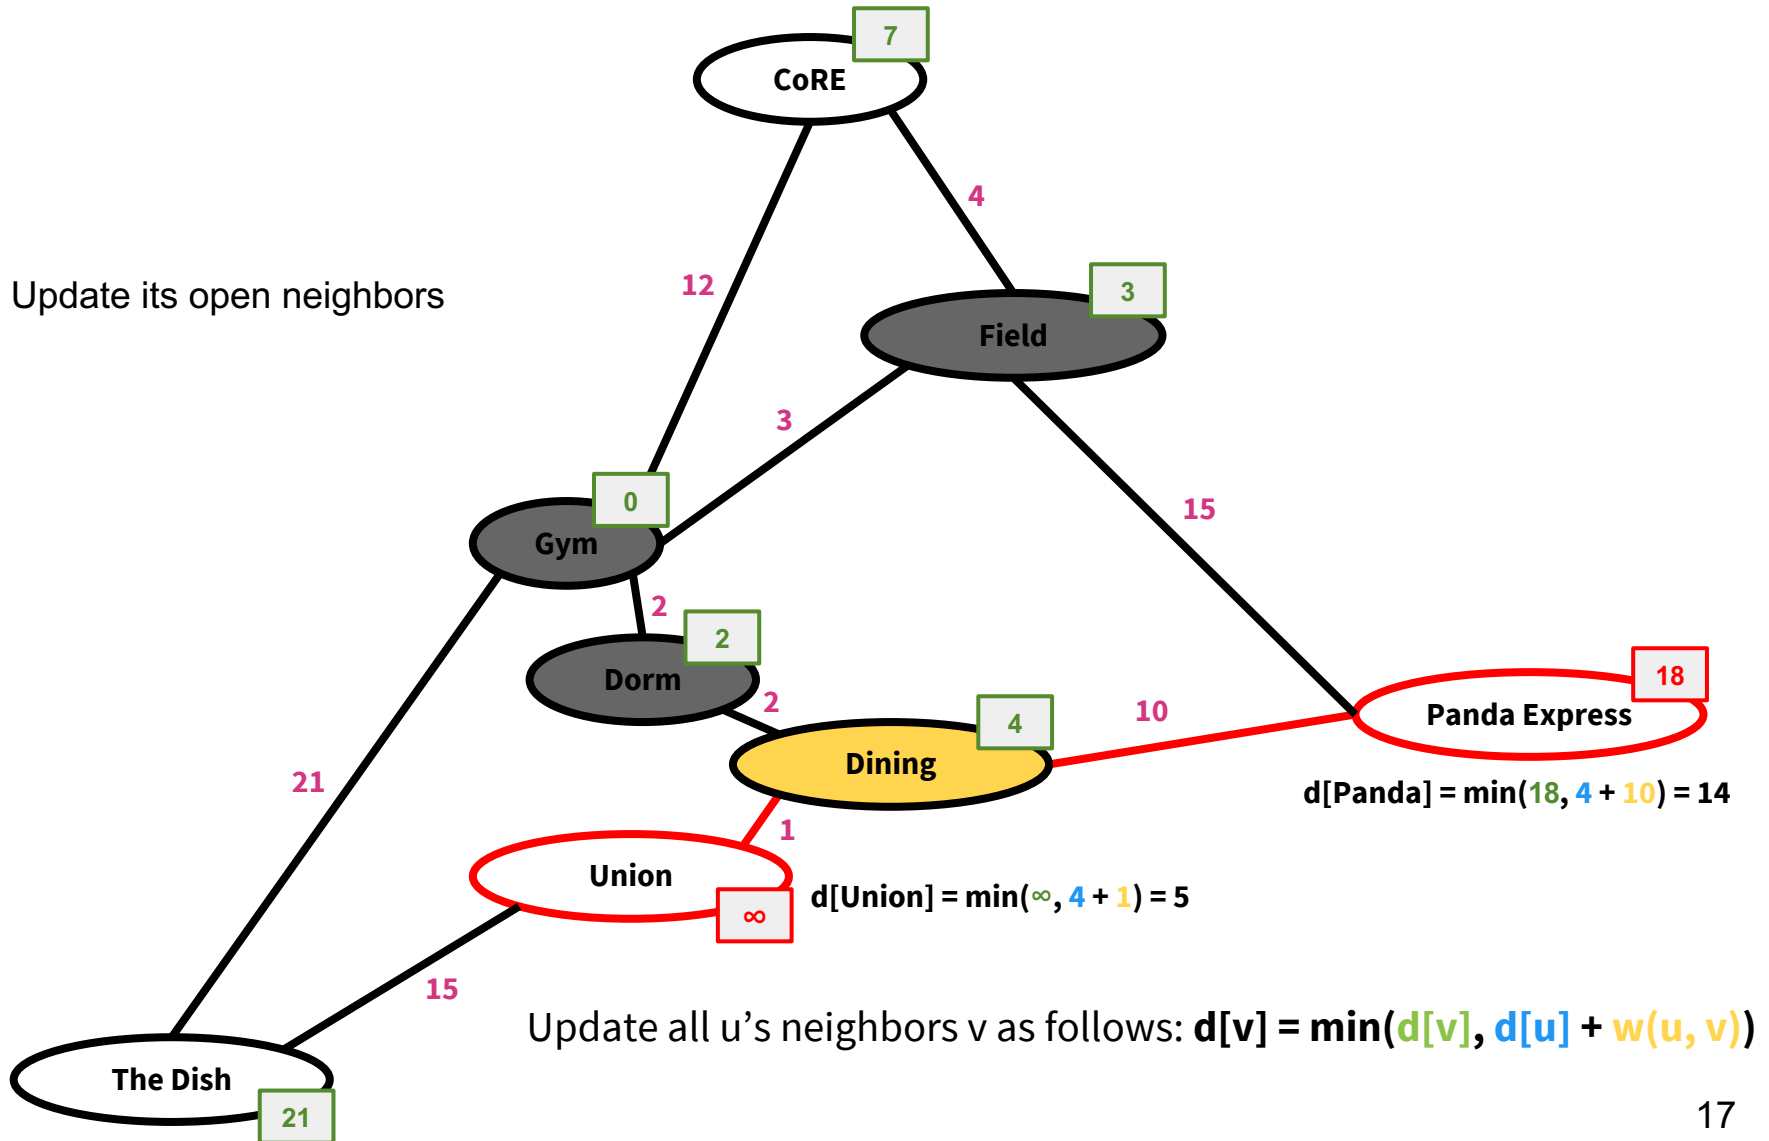 7
CoRE
4
Update its open neighbors
12
3
Field
3
15
0
Gym
2
2
Dorm
2
18
10
Panda Express
4
Dining
21
d[Panda] = min(18, 4 + 10) = 14
1
Union
d[Union] = min(∞, 4 + 1) = 5
∞
15
Update all u’s neighbors v as follows: d[v] = min(d[v], d[u] + w(u, v))
The Dish
21
17